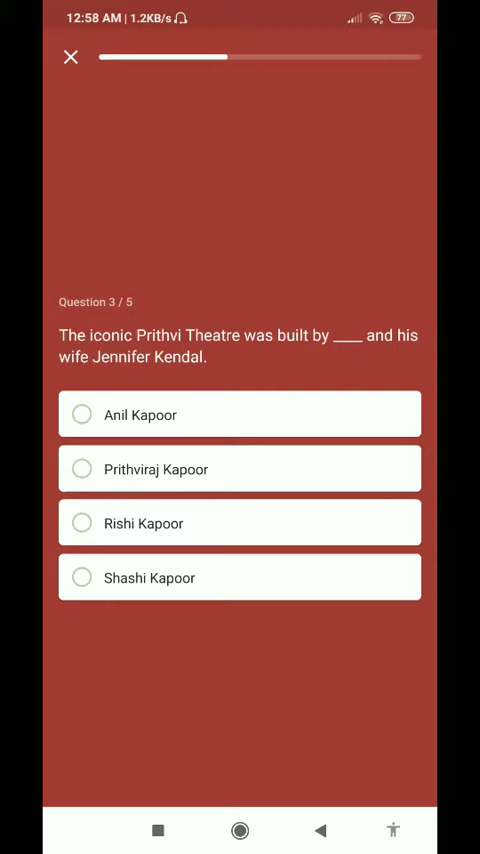 12:58 AM | 1.2KB/s
77
Question 3 / 5
The iconic Prithvi Theatre was built by ____ and his
wife Jennifer Kendal.
Anil Kapoor
Prithviraj Kapoor
Rishi Kapoor
Shashi Kapoor